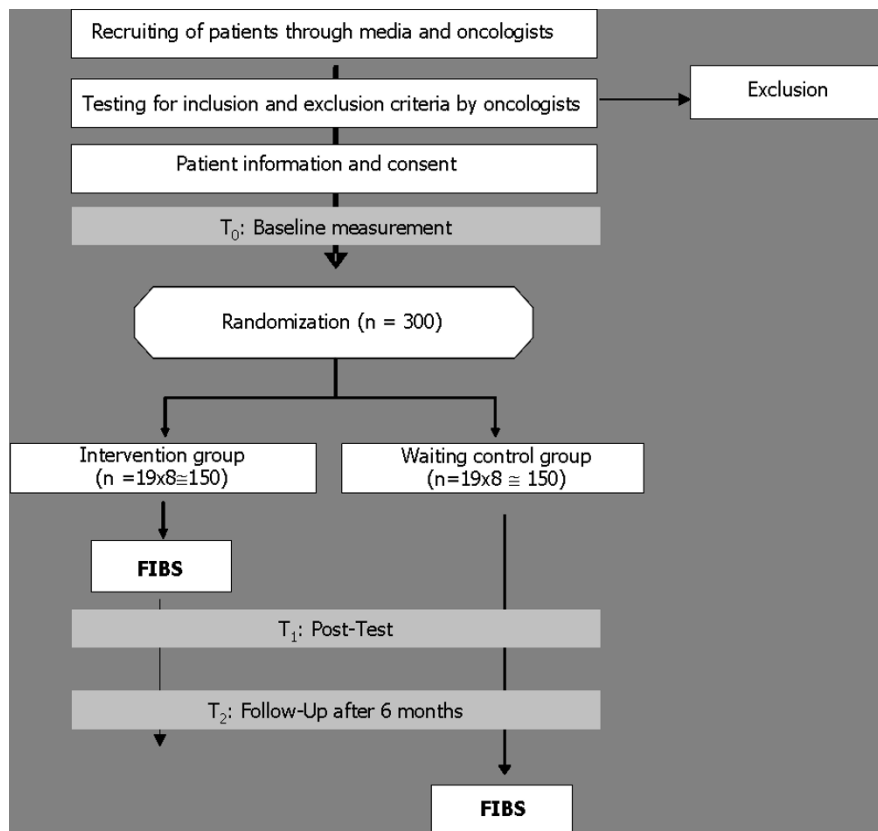 Recruiting of patients through media and oncologists
Testing for inclusion and exclusion criteria by oncologists
Exclusion
Patient information and consent
T₀: Baseline measurement
Randomization (n = 300)
Intervention group
(n =19x8≅150)
Waiting control group
(n=19x8 ≅ 150)
FIBS
T₁: Post-Test
T₂: Follow-Up after 6 months
FIBS